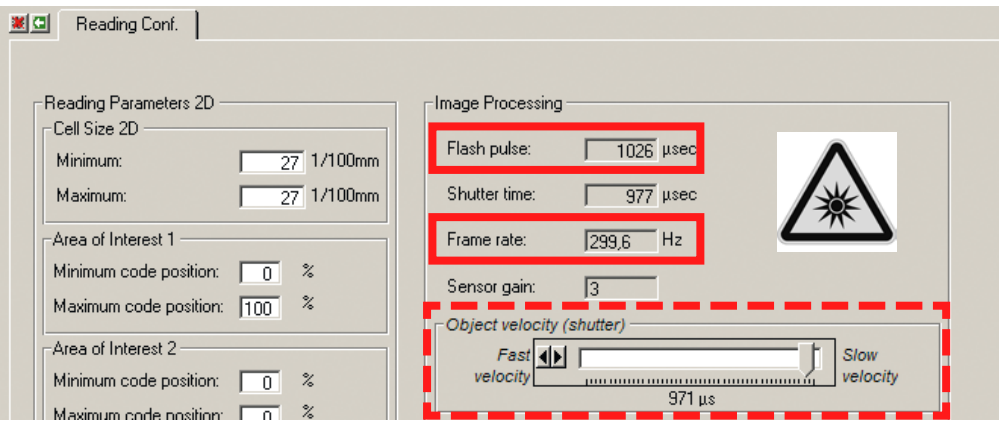 Reading Conf.
Reading Parameters 2D
Cell Size 2D
Minimum: 27 1/100mm
Maximum: 27 1/100mm
Area of Interest 1
Minimum code position: 0 %
Maximum code position: 100 %
Area of Interest 2
Minimum code position: 0 %
Maximum code position: 0 %
Image Processing
Flash pulse: 1026 µsec
Shutter time: 977 µsec
Frame rate: 299,6 Hz
Sensor gain: 3
Object velocity (shutter)
Fast velocity
Slow velocity
971 µs